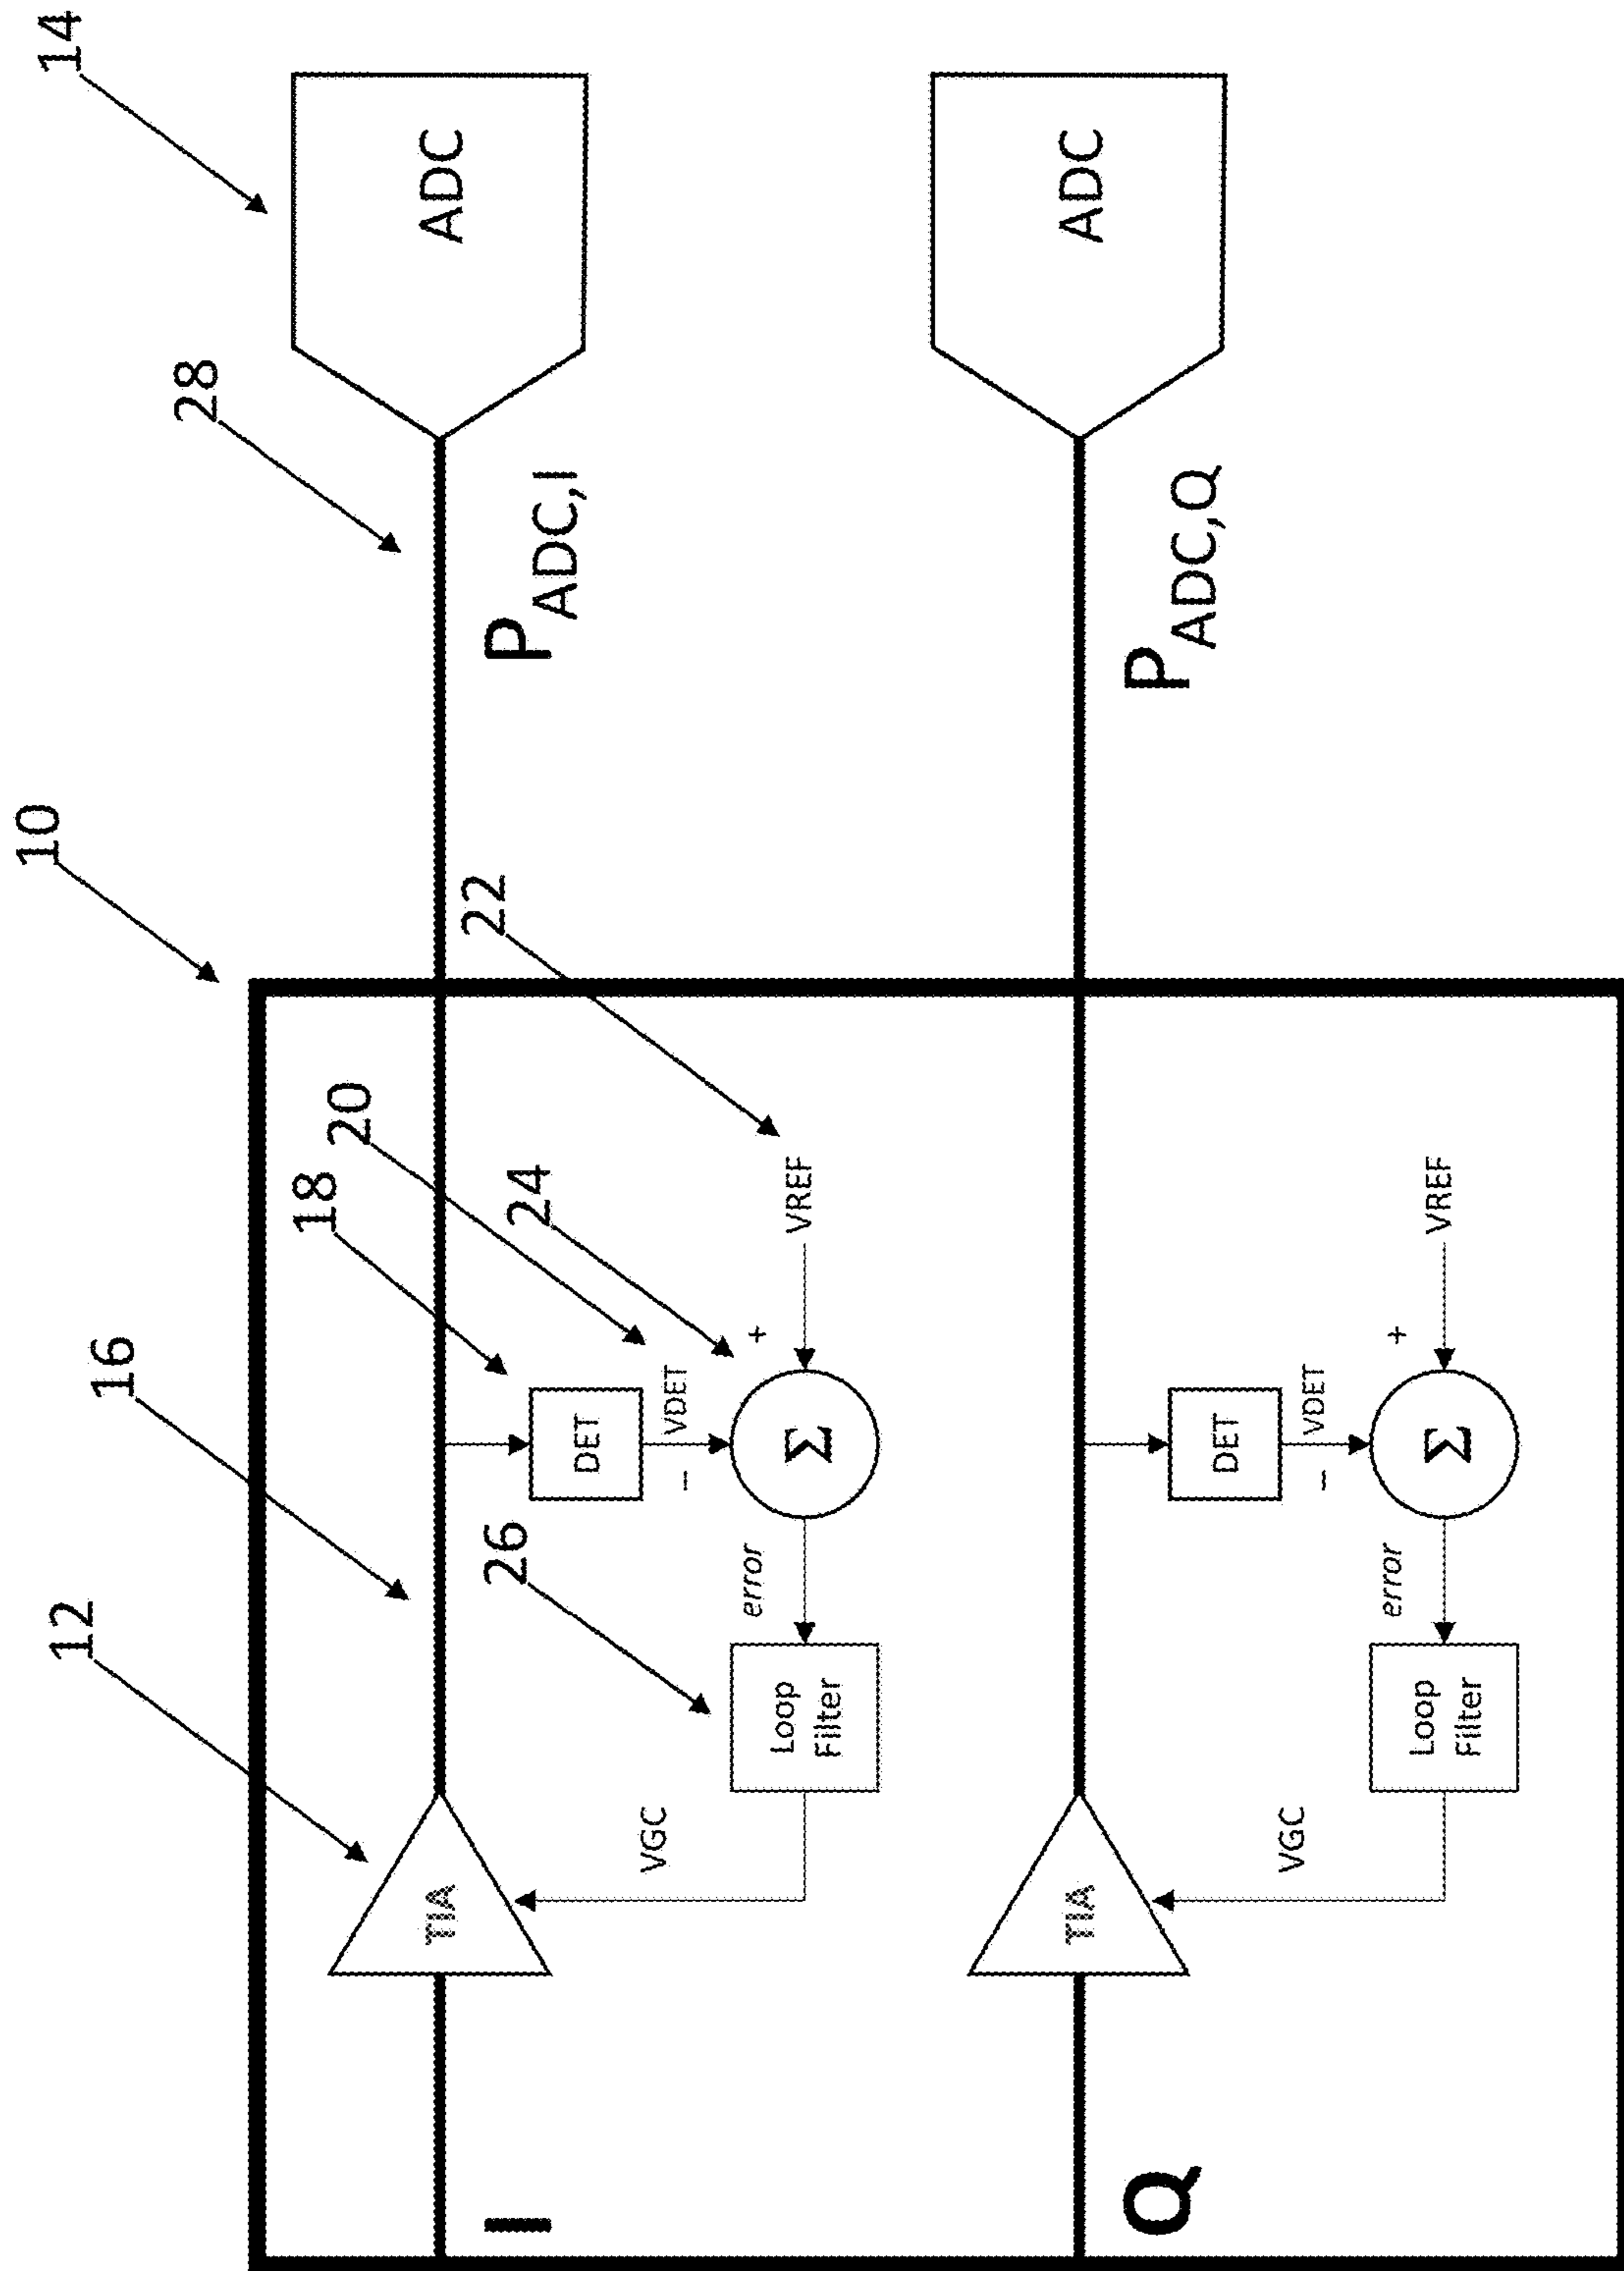 10
14
28
16
12
18
20
24
22
26
I
TIA
DET
VDET
−
+
Σ
VREF
error
Loop
Filter
VGC
P_ADC,I
ADC
Q
TIA
DET
VDET
−
+
Σ
VREF
error
Loop
Filter
VGC
P_ADC,Q
ADC